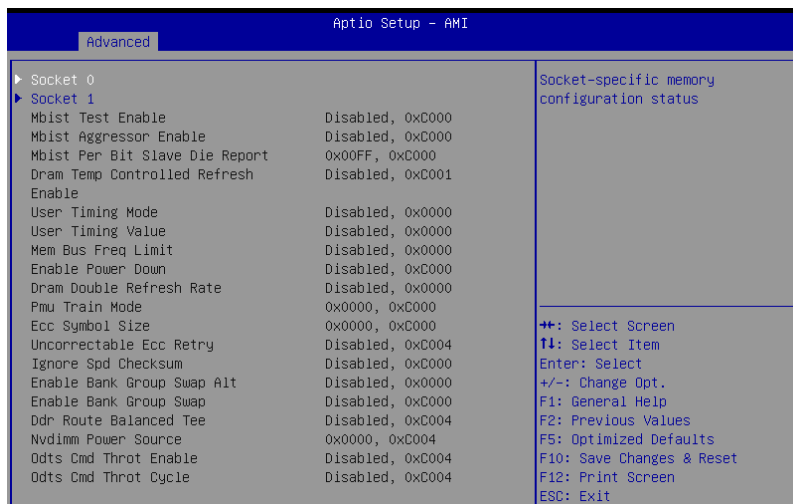 Aptio Setup – AMI
Advanced
Socket 0
Socket 1
Mbist Test Enable Disabled, 0xC000
Mbist Aggressor Enable Disabled, 0xC000
Mbist Per Bit Slave Die Report 0x00FF, 0xC000
Dram Temp Controlled Refresh Disabled, 0xC001
Enable
User Timing Mode Disabled, 0x0000
User Timing Value Disabled, 0x0000
Mem Bus Freq Limit Disabled, 0x0000
Enable Power Down Disabled, 0xC000
Dram Double Refresh Rate Disabled, 0x0000
Pmu Train Mode 0x0000, 0xC000
Ecc Symbol Size 0x0000, 0xC000
Uncorrectable Ecc Retry Disabled, 0xC004
Ignore Spd Checksum Disabled, 0xC000
Enable Bank Group Swap Alt Disabled, 0x0000
Enable Bank Group Swap Disabled, 0xC000
Ddr Route Balanced Tee Disabled, 0xC004
Nvdimm Power Source 0x0000, 0xC004
Odts Cmd Throt Enable Disabled, 0xC004
Odts Cmd Throt Cycle Disabled, 0xC004
Socket-specific memory
configuration status
→←: Select Screen
↑↓: Select Item
Enter: Select
+/-: Change Opt.
F1: General Help
F2: Previous Values
F5: Optimized Defaults
F10: Save Changes & Reset
F12: Print Screen
ESC: Exit